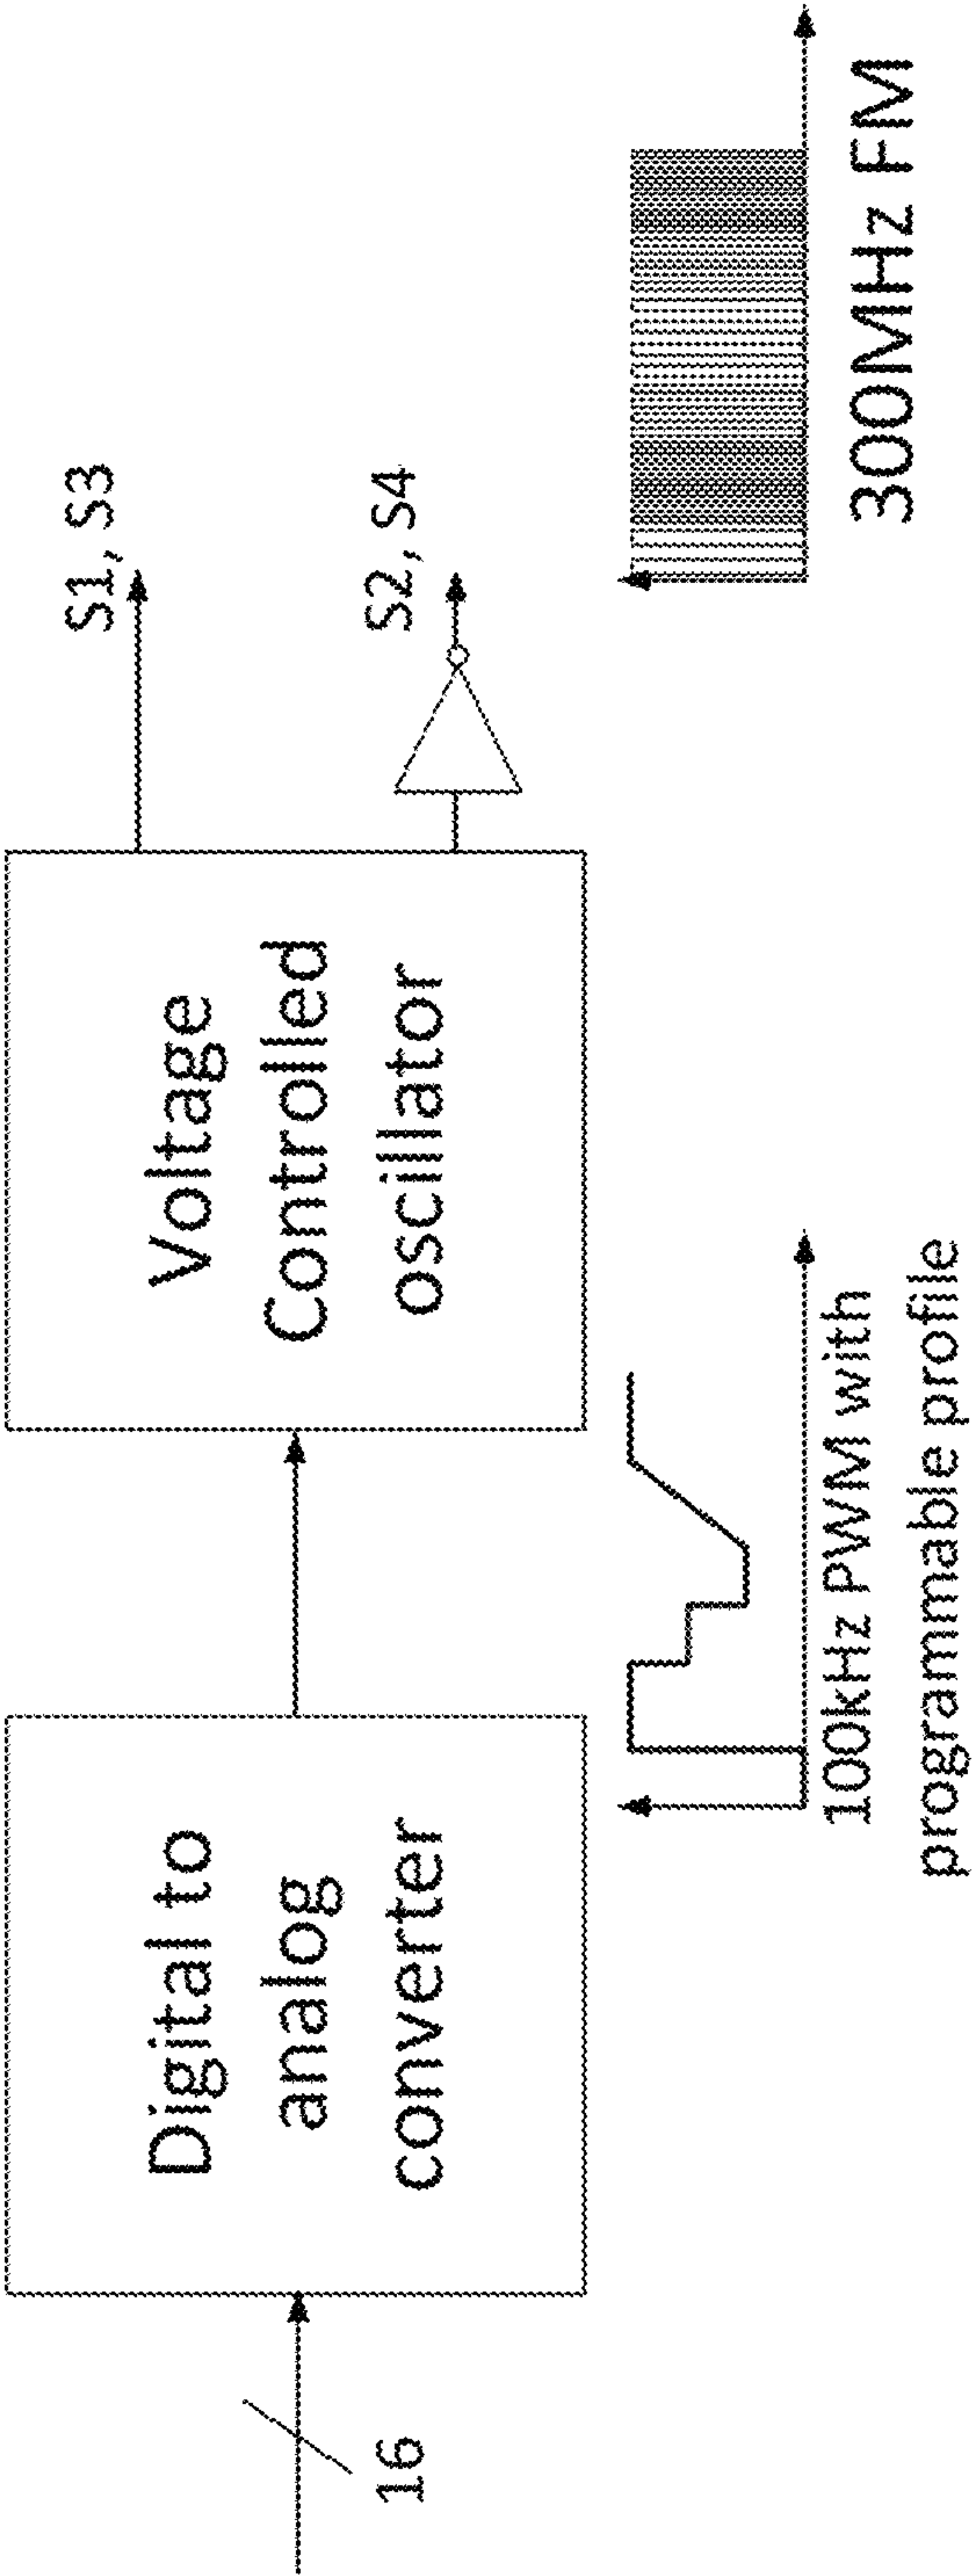 16
Digital to
analog
converter
Voltage
Controlled
oscillator
S1, S3
S2, S4
100kHz PWM with
programmable profile
300MHz FM